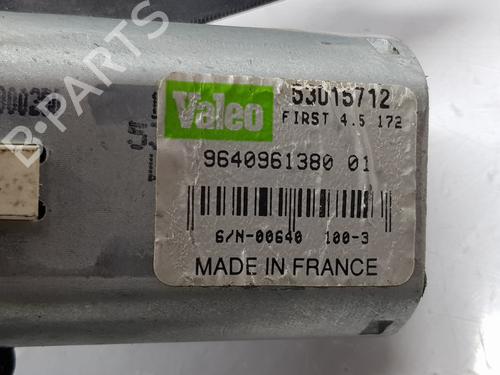 Valeo
53015712
FIRST 4.5 172
9640961380 01
6/N-00640 100-3
MADE IN FRANCE
B-Parts